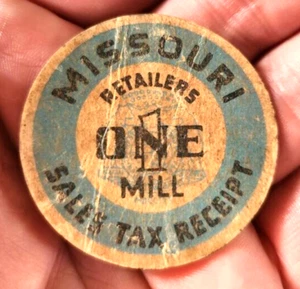 MISSOURI
RETAILERS
ONE
1
MILL
SALES TAX RECEIPT